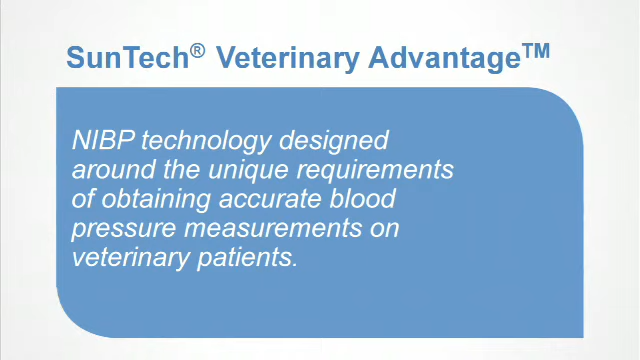 SunTech® Veterinary Advantage™
NIBP technology designed
around the unique requirements
of obtaining accurate blood
pressure measurements on
veterinary patients.